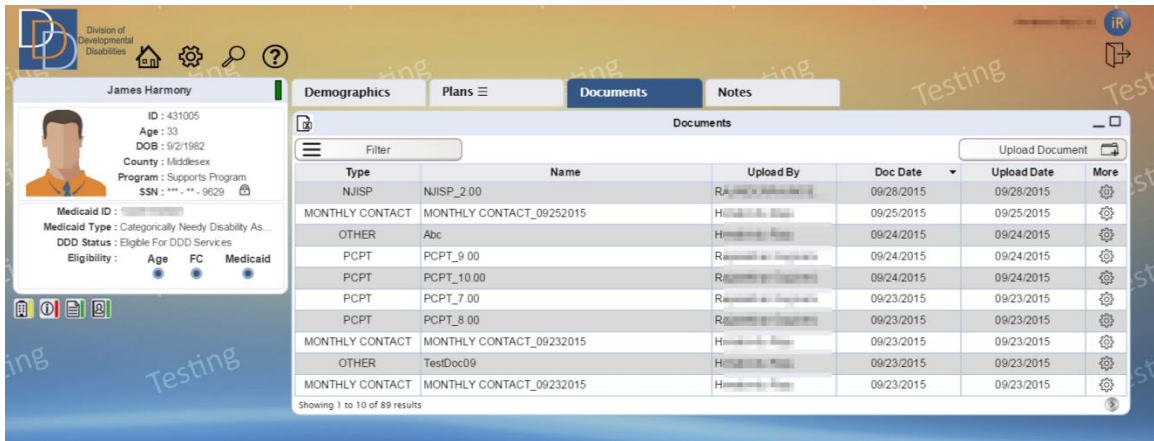 Division of
Developmental
Disabilities
iR
Testing
James Harmony
ID : 431005
Age : 33
DOB : 9/2/1982
County : Middlesex
Program : Supports Program
SSN : *** - ** - 9629
Medicaid ID :
Medicaid Type : Categorically Needy Disability As...
DDD Status : Eligible For DDD Services
Eligibility : Age FC Medicaid
Demographics Plans Documents Notes
Documents
Filter Upload Document
Type Name Upload By Doc Date Upload Date More
NJISP NJISP_2.00 09/28/2015 09/28/2015
MONTHLY CONTACT MONTHLY CONTACT_09252015 09/25/2015 09/25/2015
OTHER Abc 09/24/2015 09/24/2015
PCPT PCPT_9.00 09/24/2015 09/24/2015
PCPT PCPT_10.00 09/24/2015 09/24/2015
PCPT PCPT_7.00 09/23/2015 09/23/2015
PCPT PCPT_8.00 09/23/2015 09/23/2015
MONTHLY CONTACT MONTHLY CONTACT_09232015 09/23/2015 09/23/2015
OTHER TestDoc09 09/23/2015 09/23/2015
MONTHLY CONTACT MONTHLY CONTACT_09232015 09/23/2015 09/23/2015
Showing 1 to 10 of 89 results
Testing